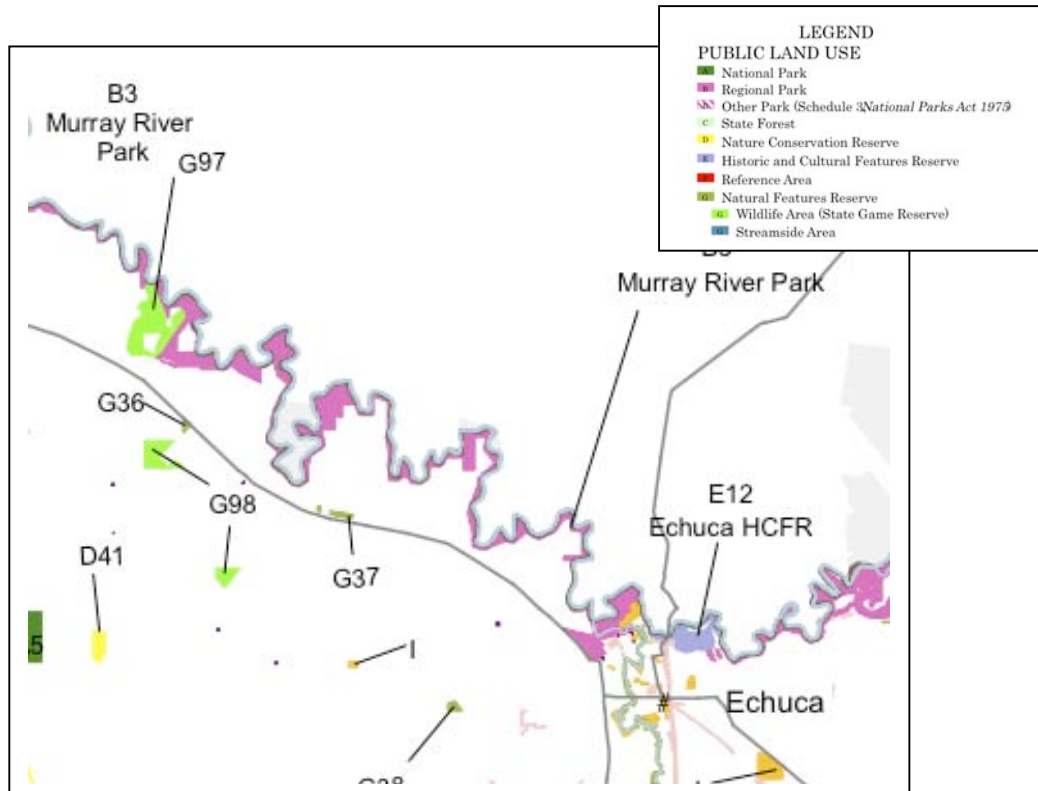 LEGEND
PUBLIC LAND USE
A National Park
B Regional Park
Other Park (Schedule 3 National Parks Act 1975)
C State Forest
D Nature Conservation Reserve
E Historic and Cultural Features Reserve
Reference Area
G Natural Features Reserve
G Wildlife Area (State Game Reserve)
G Streamside Area
B3
Murray River
Park
G97
Murray River Park
G36
G98
E12
Echuca HCFR
D41
G37
I
#
Echuca